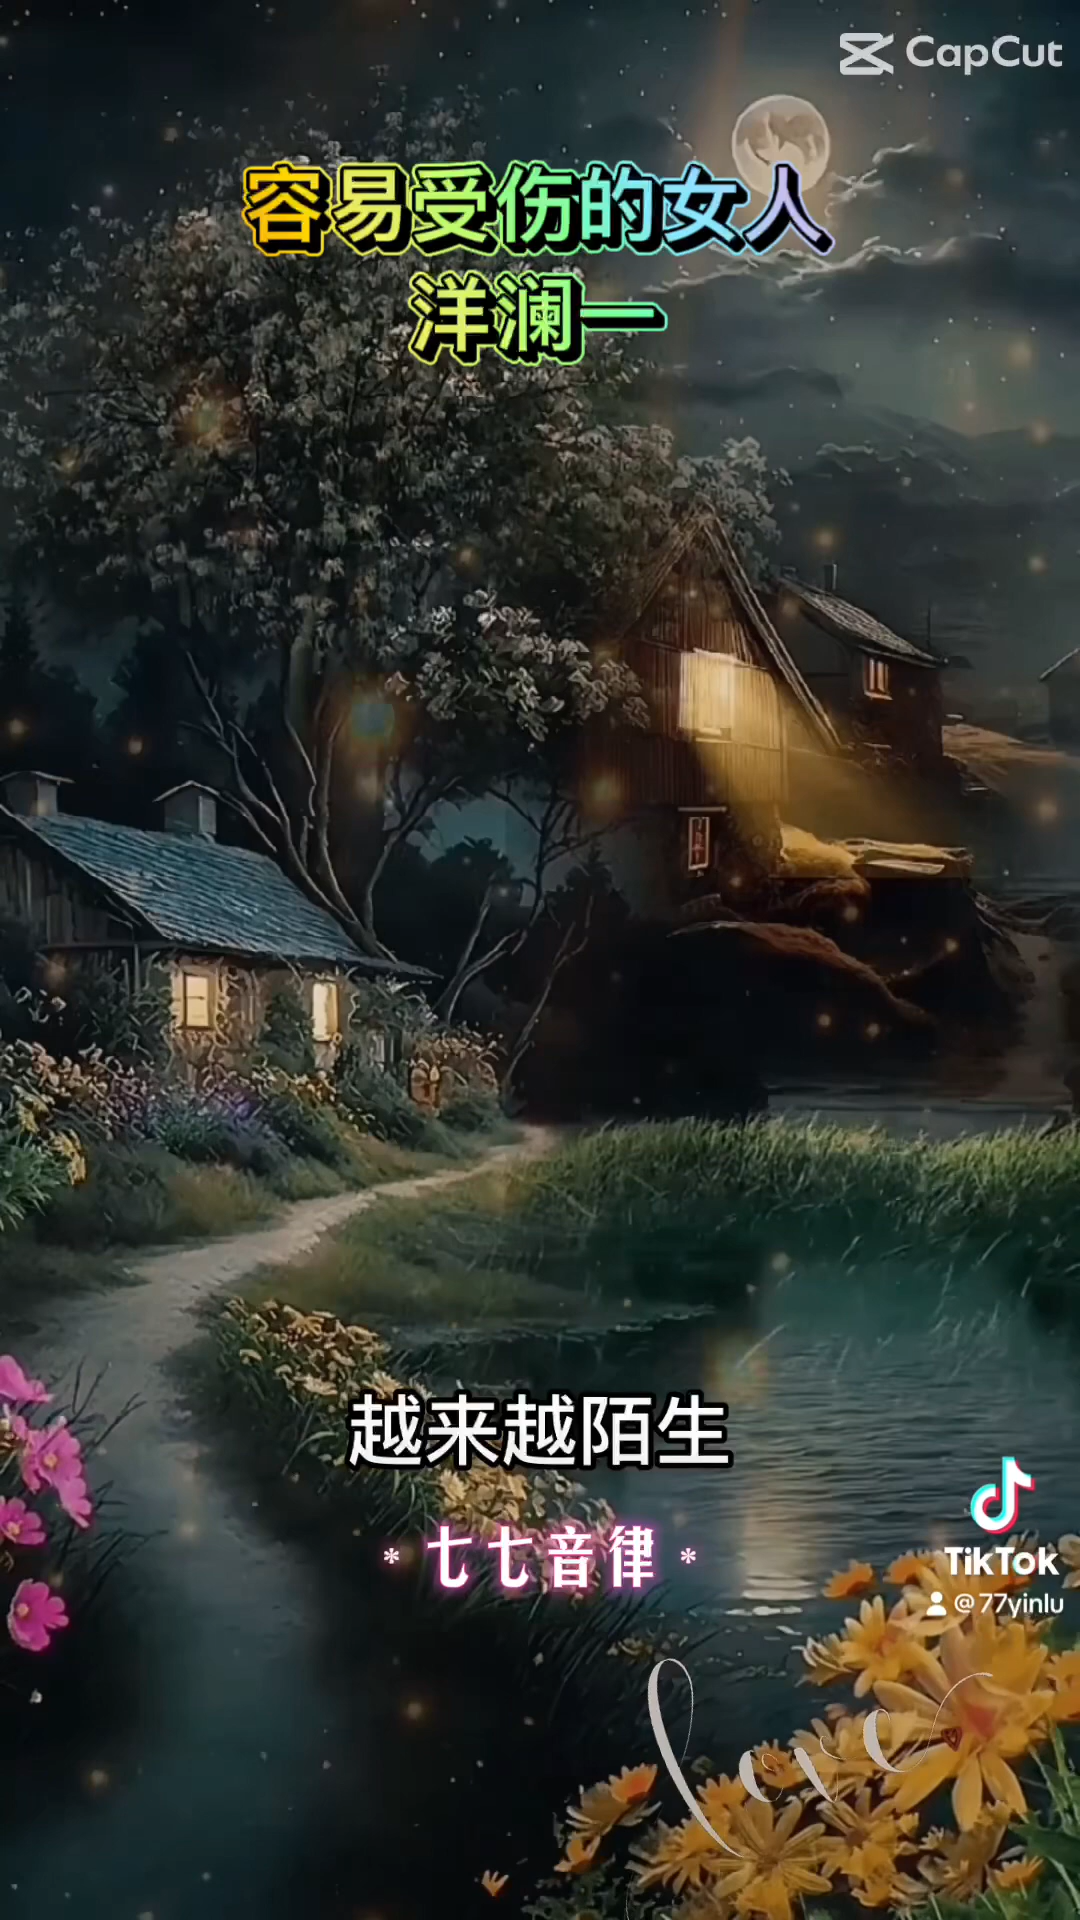 CapCut
容易受伤的女人
洋澜一
越来越陌生
* 七七音律 *
TikTok
@77yinlu
love